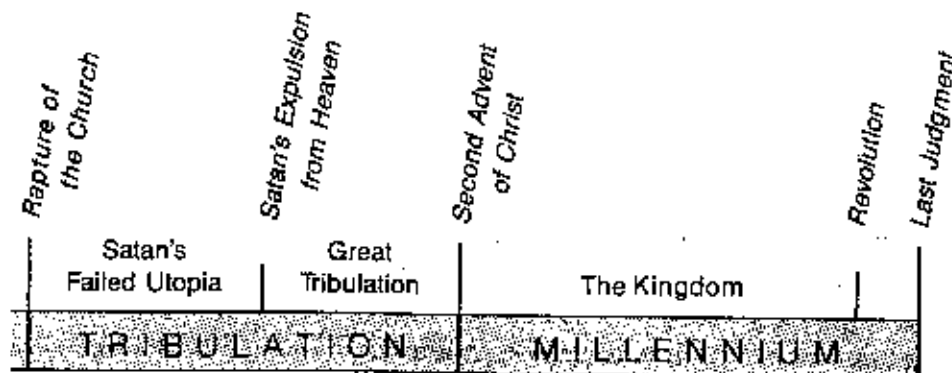 Rapture of
the Church
Satan's Expulsion
from Heaven
Second Advent
of Christ
Revolution
Last Judgment
Satan's
Failed Utopia
Great
Tribulation
The Kingdom
TRIBULATION
MILLENNIUM